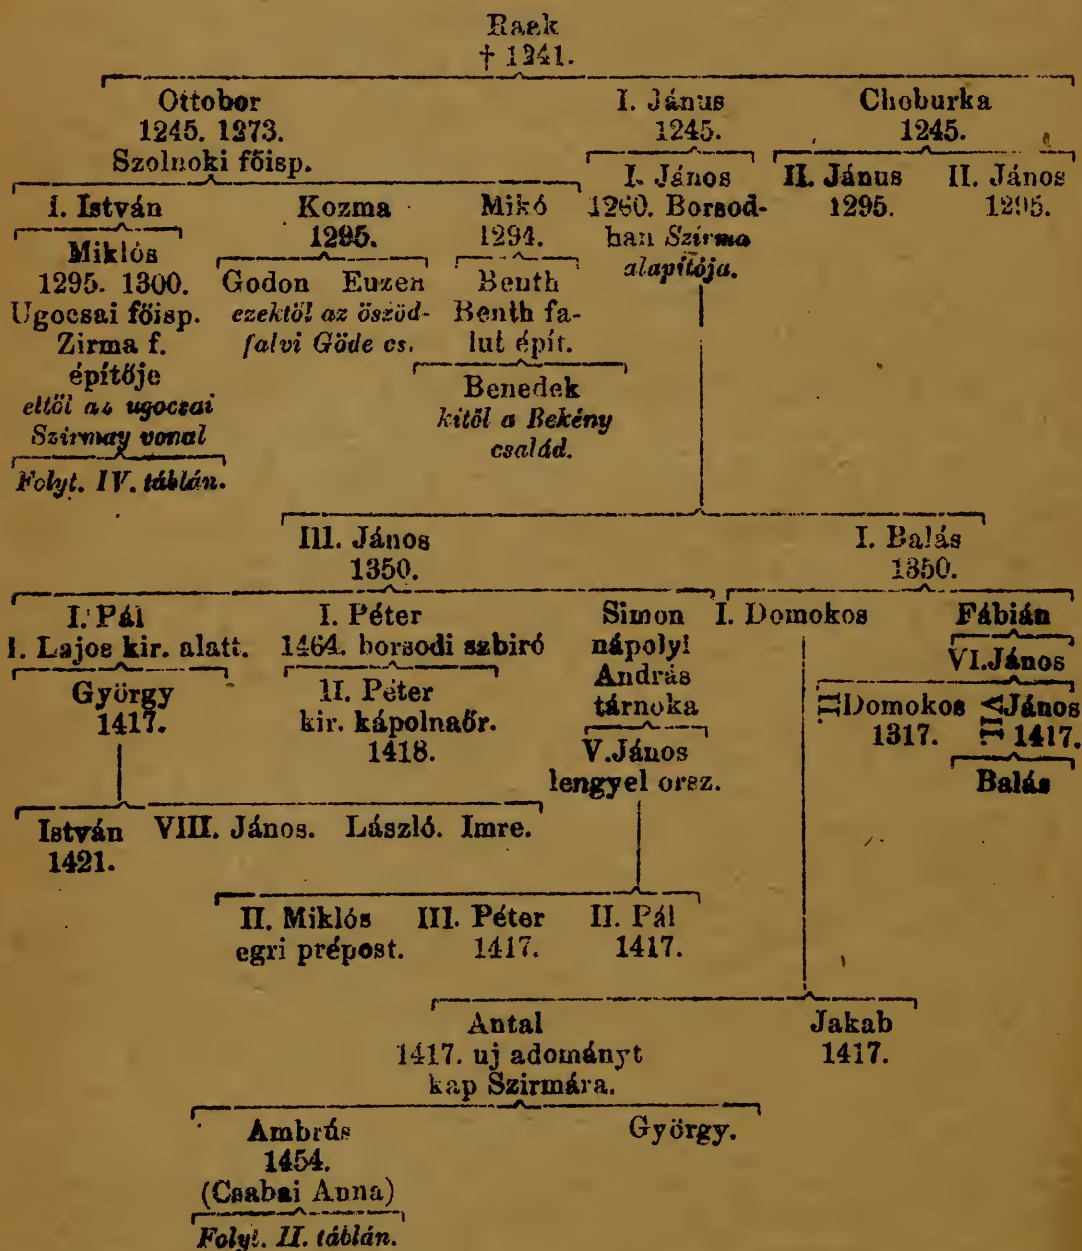 Raak
† 1241.
Ottobor I. Jánus Choburka
1245. 1273. 1245. 1245.
Szolnoki főisp.
I. István Kozma Mikó I. János II. Jánus II. János
1295. 1294. 1260. Borsod- 1295. 1295.
ban Szirma
alapítója.
Miklós Godon Euzen Benth
1295. 1300. ezektöl az öszöd- Benth fa-
Ugocsai főisp. falvi Göde cs. lut épit.
Zirma f. Benedek
építője kitől a Bekény
ettöl az ugocsai család.
Szirmay vonal
Folyt. IV. táblán.
III. János I. Balás
1350. 1350.
I. Pál I. Péter Simon I. Domokos Fábián
I. Lajos kir. alatt. 1464. borsodi szbiró nápolyi VI. János
András
tárnoka
György II. Péter V. János II. Domokos VII. János
1417. kir. kápolnaőr. lengyel orsz. 1317. 1417.
1418. Balás
István VIII. János. László. Imre.
1421.
II. Miklós III. Péter II. Pál
egri prépost. 1417. 1417.
Antal Jakab
1417. uj adományt 1417.
kap Szirmára.
Ambrús György.
1454.
(Csabai Anna)
Folyt. II. táblán.